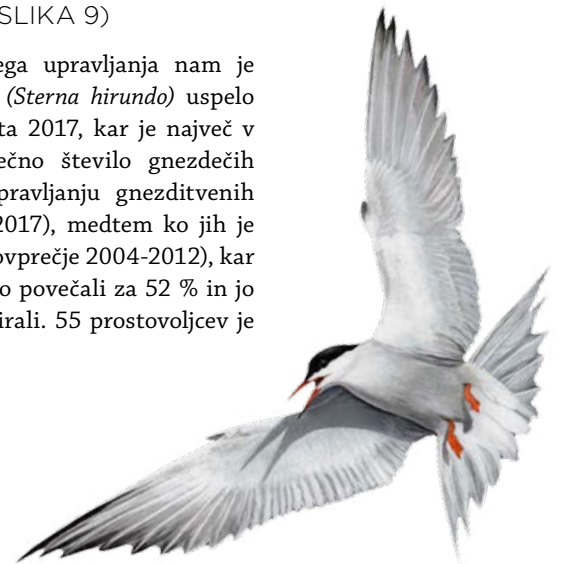 SLIKA 9)
ega upravljanja nam je
(Sterna hirundo) uspelo
ta 2017, kar je največ v
ečno število gnezdečih
pravljanju gnezditvenih
2017), medtem ko jih je
ovprečje 2004-2012), kar
o povečali za 52 % in jo
irali. 55 prostovoljcev je